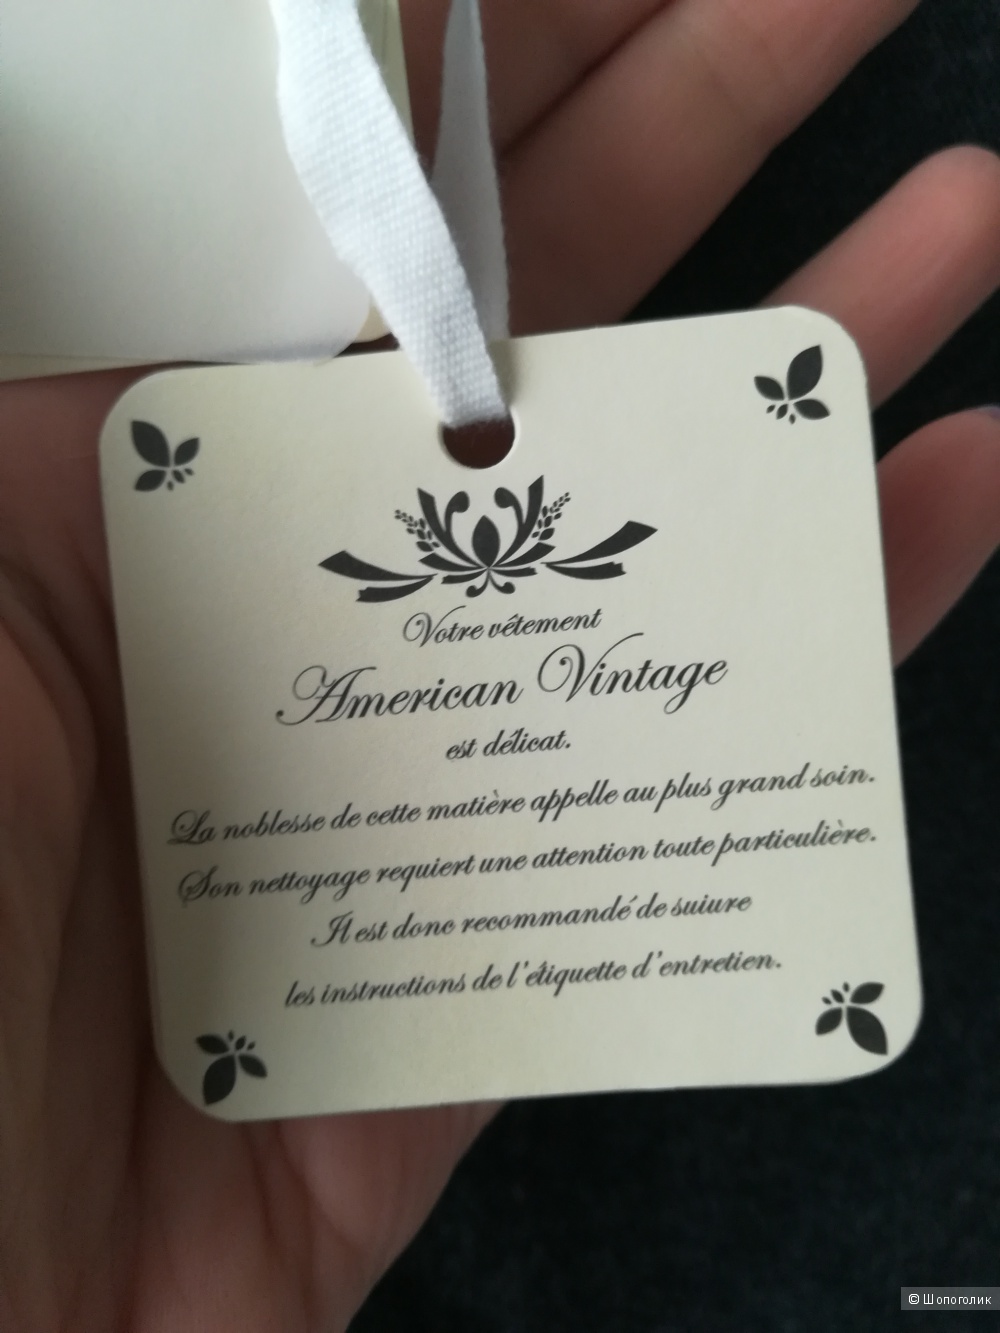 Votre vêtement
American Vintage
est délicat.
La noblesse de cette matière appelle au plus grand soin.
Son nettoyage requiert une attention toute particulière.
Il est donc recommandé de suiure
les instructions de l'étiquette d'entretien.
© Шопоголик